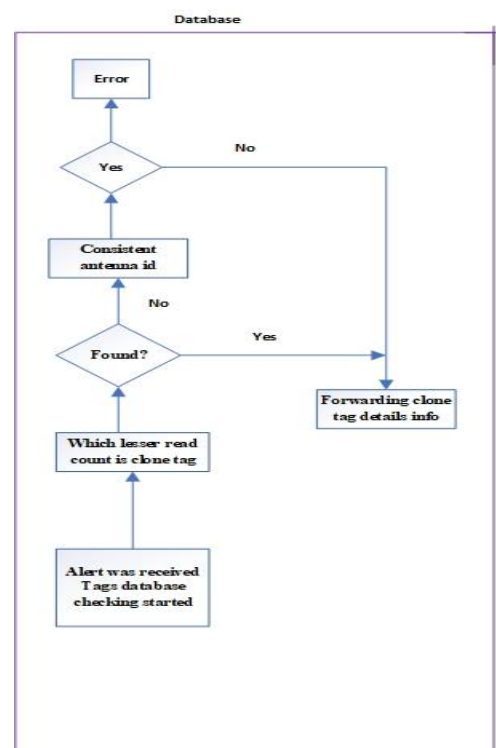 Database
Error
Yes
No
Consistent
antenna id
No
Found?
Yes
Forwarding clone
tag details info
Which lesser read
count is clone tag
Alert was received
Tags database
checking started